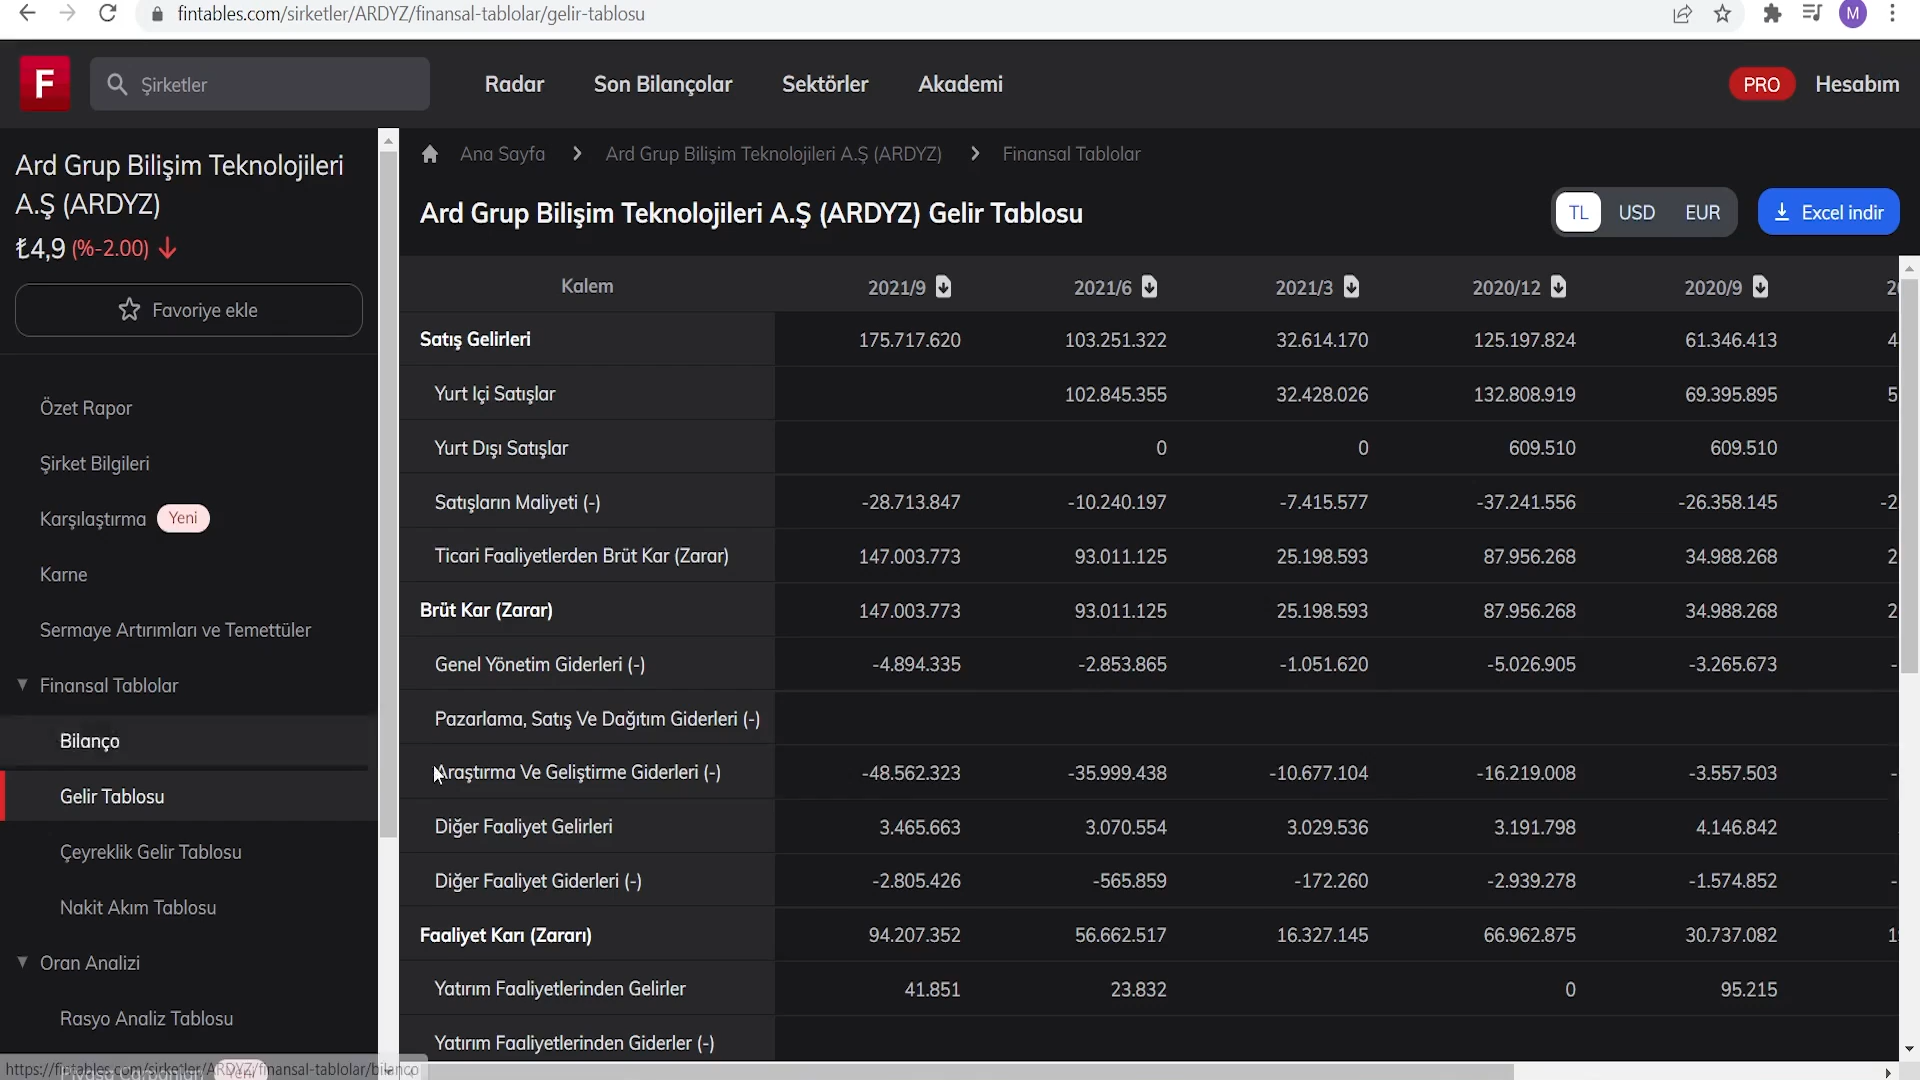 fintables.com/sirketler/ARDYZ/finansal-tablolar/gelir-tablosu
M
F
Şirketler
Radar
Son Bilançolar
Sektörler
Akademi
PRO
Hesabım
Ard Grup Bilişim Teknolojileri
A.Ş (ARDYZ)
₺4,9 (%-2.00)
Favoriye ekle
Özet Rapor
Şirket Bilgileri
Karşılaştırma Yeni
Karne
Sermaye Artırımları ve Temettüler
Finansal Tablolar
Bilanço
Gelir Tablosu
Çeyreklik Gelir Tablosu
Nakit Akım Tablosu
Oran Analizi
Rasyo Analiz Tablosu
Yeni
https://fintables.com/sirketler/ARDYZ/finansal-tablolar/bilanco
Ana Sayfa > Ard Grup Bilişim Teknolojileri A.Ş (ARDYZ) > Finansal Tablolar
Ard Grup Bilişim Teknolojileri A.Ş (ARDYZ) Gelir Tablosu
TL USD EUR
Excel indir
Kalem 2021/9 2021/6 2021/3 2020/12 2020/9
Satış Gelirleri 175.717.620 103.251.322 32.614.170 125.197.824 61.346.413
Yurt Içi Satışlar 102.845.355 32.428.026 132.808.919 69.395.895
Yurt Dışı Satışlar 0 0 609.510 609.510
Satışların Maliyeti (-) -28.713.847 -10.240.197 -7.415.577 -37.241.556 -26.358.145
Ticari Faaliyetlerden Brüt Kar (Zarar) 147.003.773 93.011.125 25.198.593 87.956.268 34.988.268
Brüt Kar (Zarar) 147.003.773 93.011.125 25.198.593 87.956.268 34.988.268
Genel Yönetim Giderleri (-) -4.894.335 -2.853.865 -1.051.620 -5.026.905 -3.265.673
Pazarlama, Satış Ve Dağıtım Giderleri (-)
Araştırma Ve Geliştirme Giderleri (-) -48.562.323 -35.999.438 -10.677.104 -16.219.008 -3.557.503
Diğer Faaliyet Gelirleri 3.465.663 3.070.554 3.029.536 3.191.798 4.146.842
Diğer Faaliyet Giderleri (-) -2.805.426 -565.859 -172.260 -2.939.278 -1.574.852
Faaliyet Karı (Zararı) 94.207.352 56.662.517 16.327.145 66.962.875 30.737.082
Yatırım Faaliyetlerinden Gelirler 41.851 23.832 0 95.215
Yatırım Faaliyetlerinden Giderler (-)